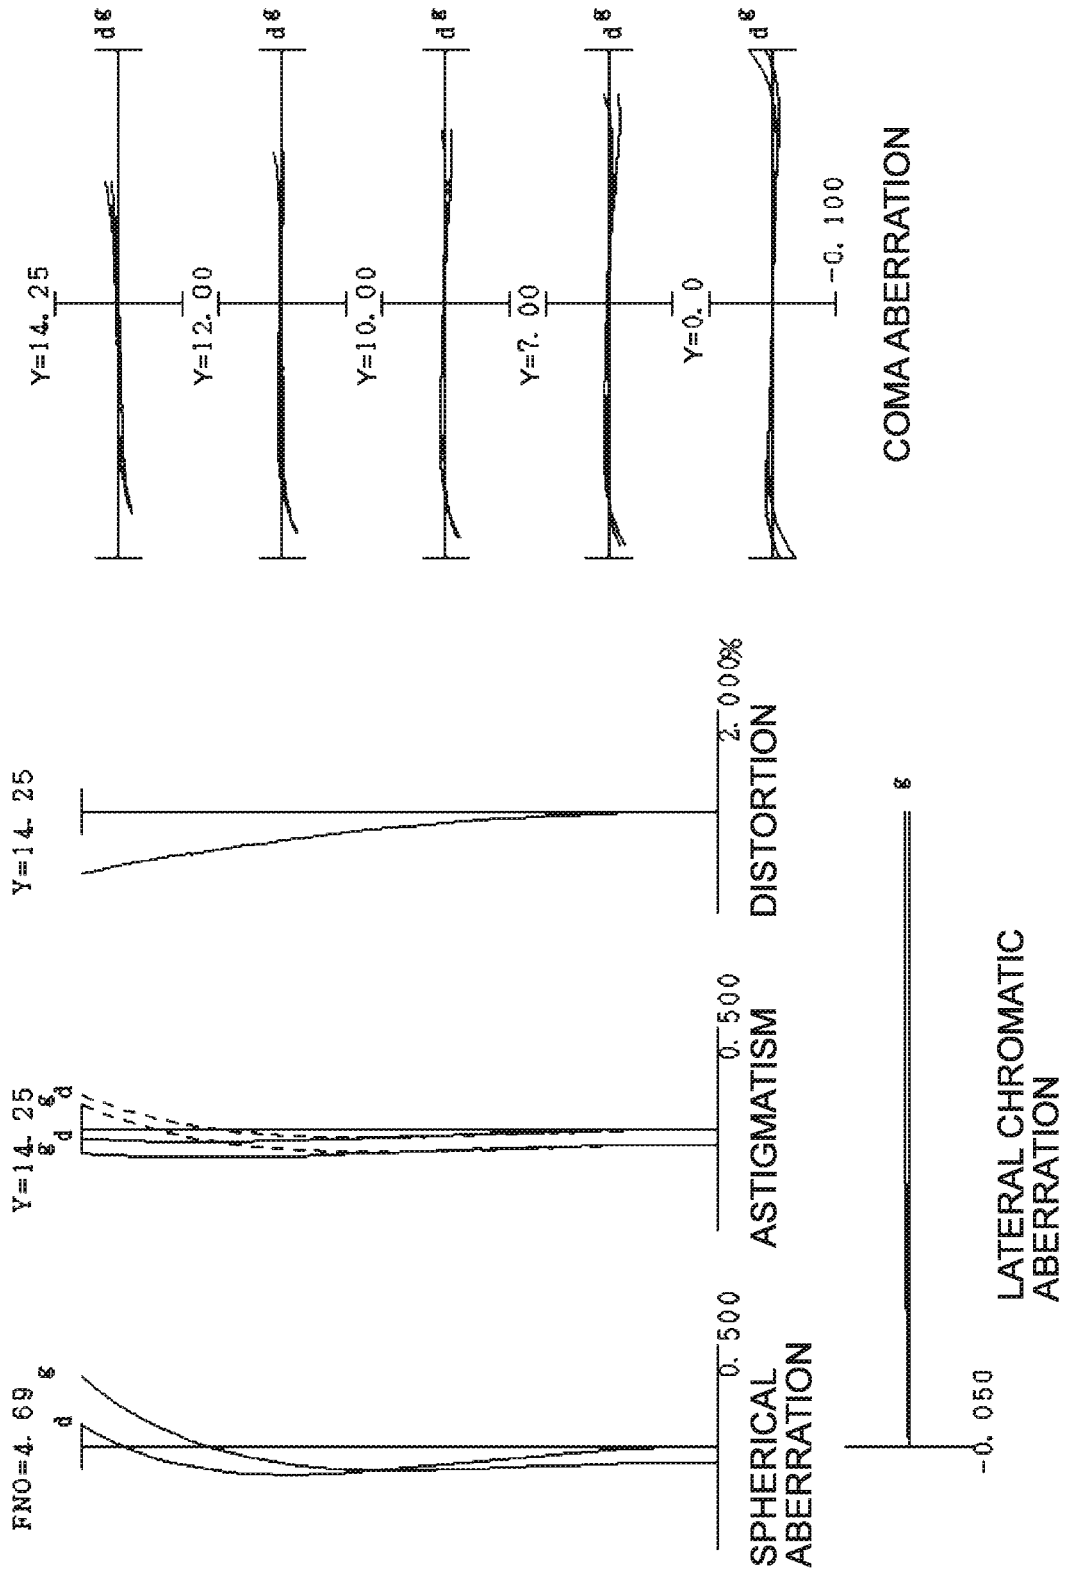 FNO=4. 69
d
g
0. 500
SPHERICAL
ABERRATION
Y=14. 25
g
d
g
d
0. 500
ASTIGMATISM
Y=14. 25
2. 000%
DISTORTION
Y=14. 25
d g
Y=12. 00
d g
Y=10. 00
d g
Y=7. 00
d g
Y=0. 0
d g
-0. 100
COMA ABERRATION
g
-0. 050
LATERAL CHROMATIC
ABERRATION